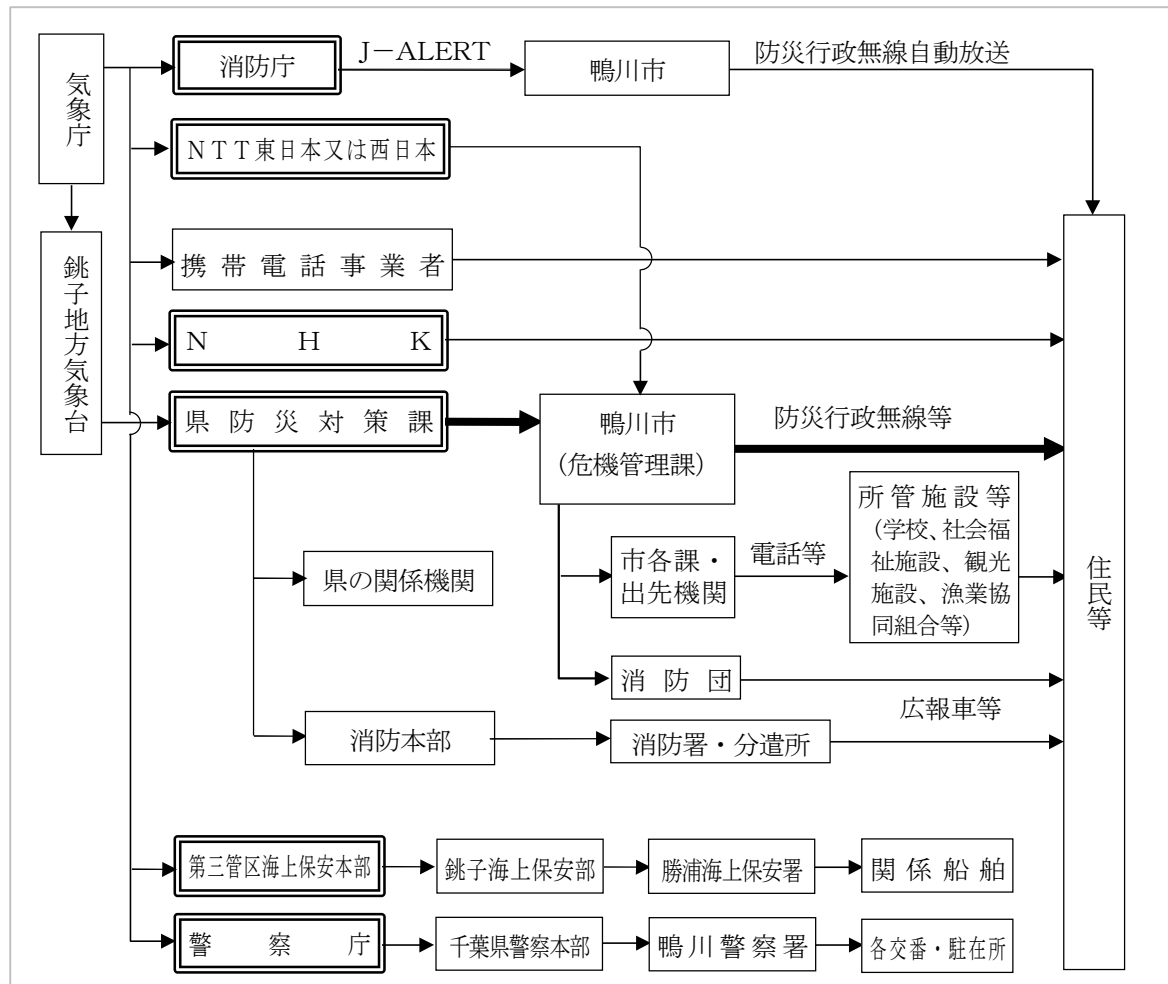 気象庁
消防庁
J－ALERT
鴨川市
防災行政無線自動放送
ＮＴＴ東日本又は西日本
銚子地方気象台
携帯電話事業者
Ｎ Ｈ Ｋ
県防災対策課
鴨川市
（危機管理課）
防災行政無線等
市各課・
出先機関
電話等
所管施設等
（学校、社会福
祉施設、観光
施設、漁業協
同組合等）
県の関係機関
消防団
広報車等
消防本部
消防署・分遣所
住民等
第三管区海上保安本部
銚子海上保安部
勝浦海上保安署
関係船舶
警察庁
千葉県警察本部
鴨川警察署
各交番・駐在所